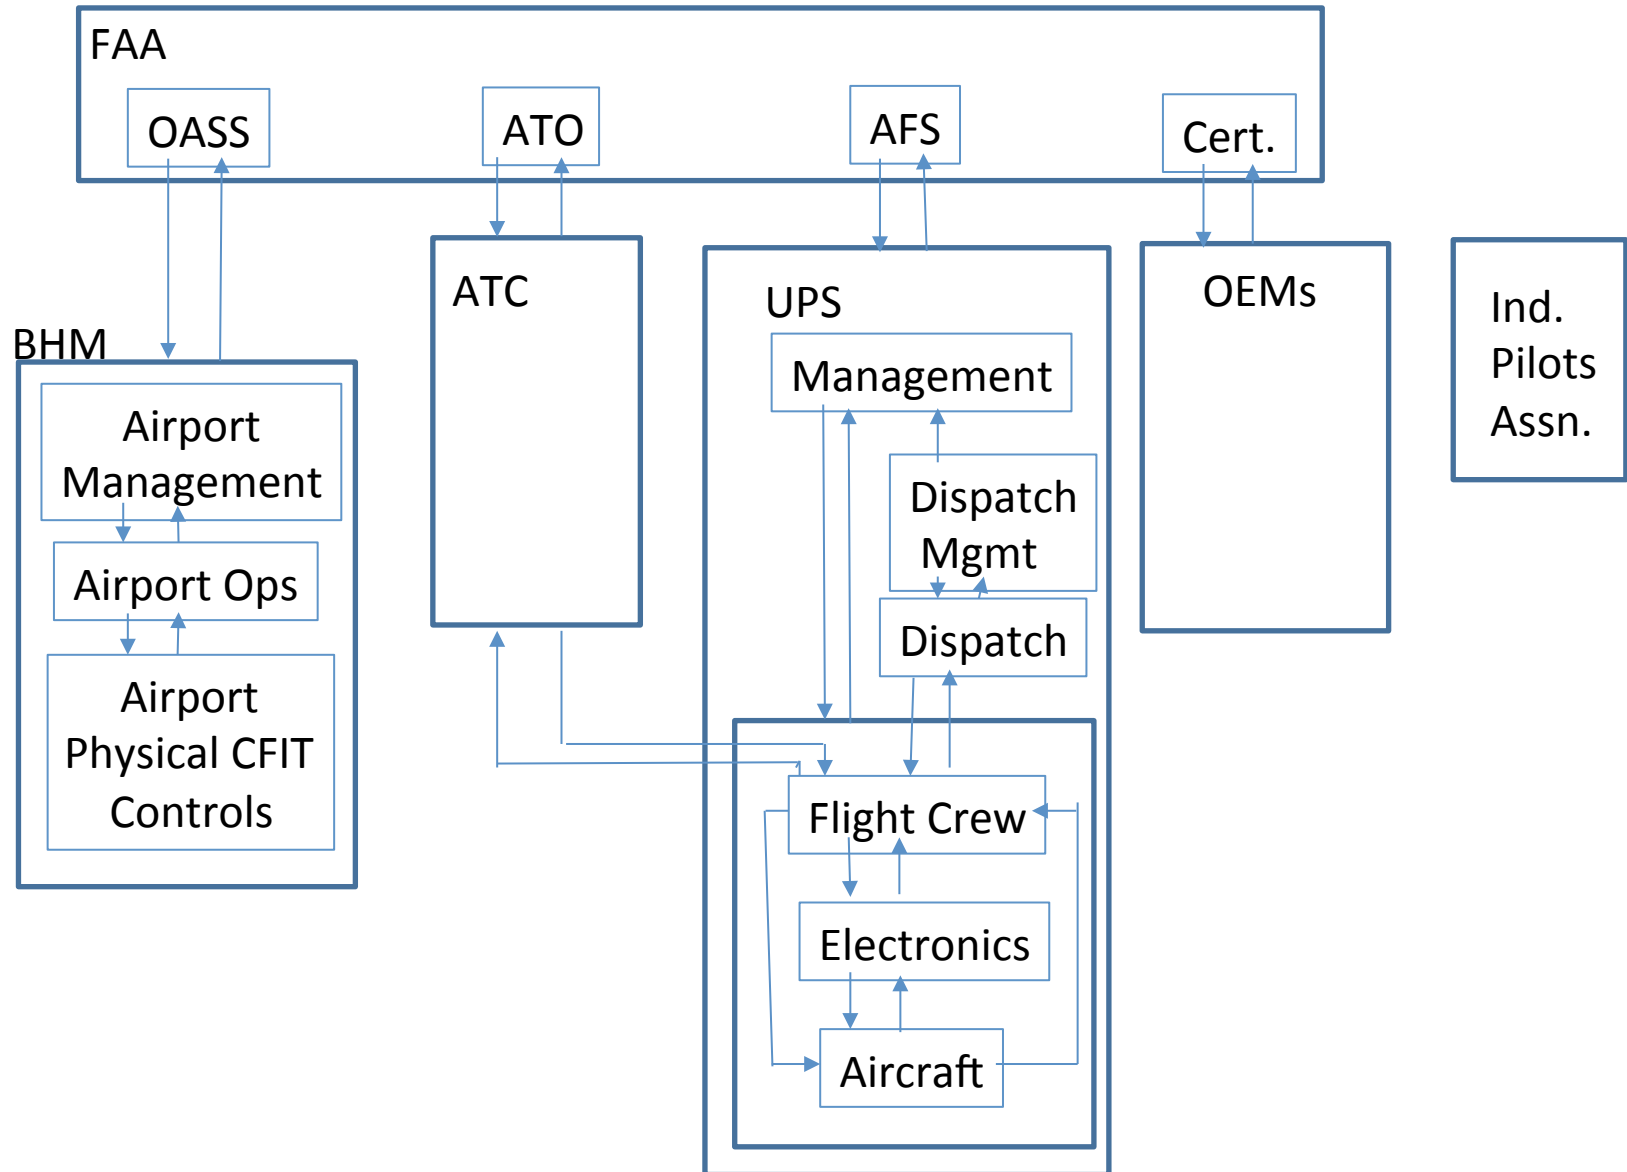 FAA
OASS
ATO
AFS
Cert.
BHM
Airport
Management
Airport Ops
Airport
Physical CFIT
Controls
ATC
UPS
Management
Dispatch
Mgmt
Dispatch
Flight Crew
Electronics
Aircraft
OEMs
Ind.
Pilots
Assn.